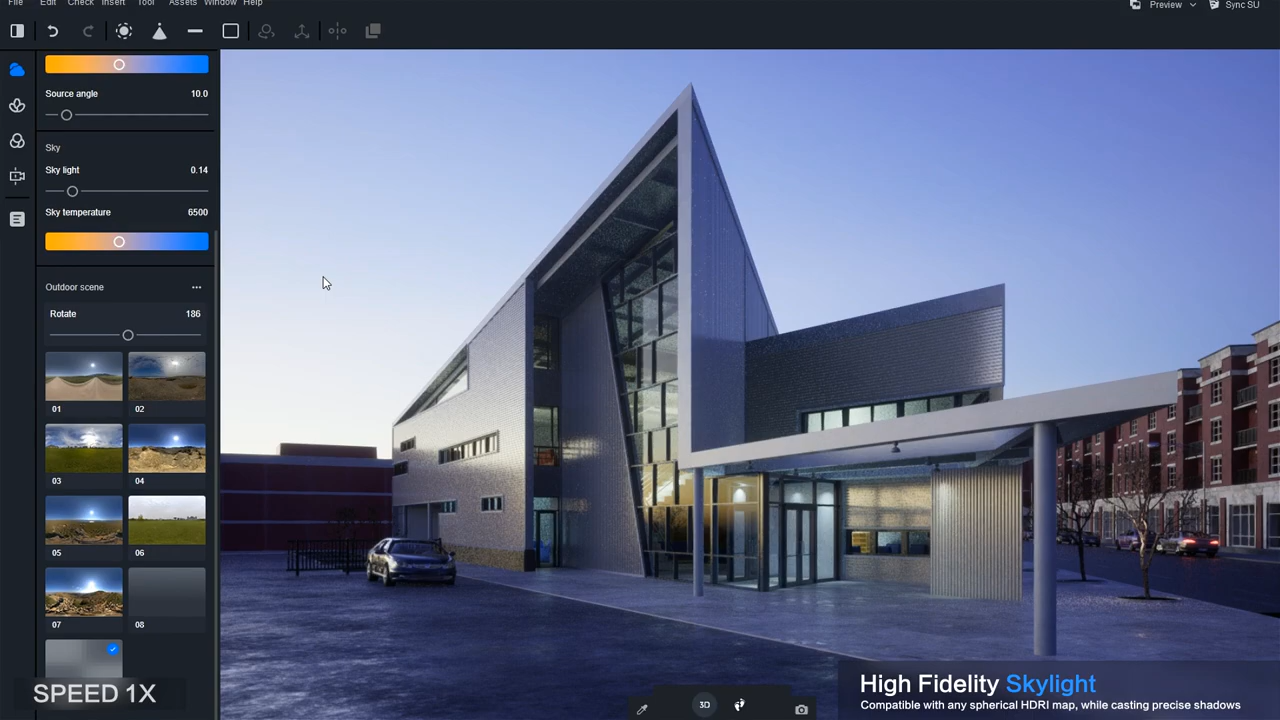 File Edit Check Insert Tool Assets Window Help Preview Sync SU
Source angle 10.0
Sky
Sky light 0.14
Sky temperature 6500
Outdoor scene
Rotate 186
01 02
03 04
05 06
07 08
3D
SPEED 1X
High Fidelity Skylight
Compatible with any spherical HDRI map, while casting precise shadows